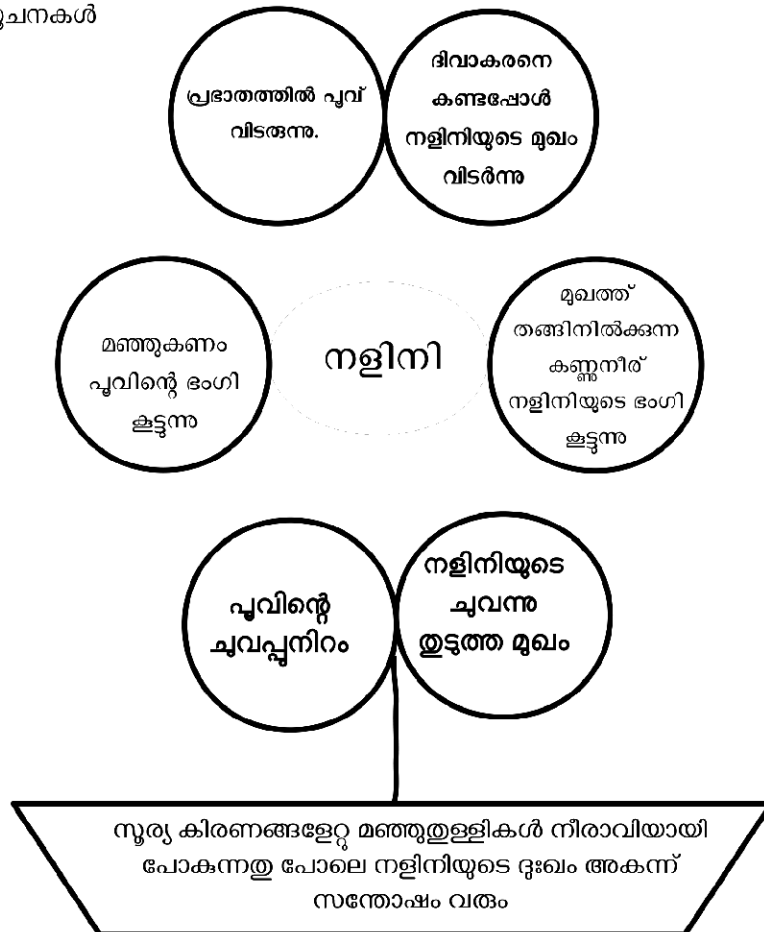 സൂചനകൾ
പ്രഭാതത്തിൽ പൂവ്
വിടരുന്നു.
ദിവാകരനെ
കണ്ടപ്പോൾ
നളിനിയുടെ മുഖം
വിടർന്നു
മഞ്ഞുകണം
പൂവിന്റെ ഭംഗി
കൂട്ടുന്നു
നളിനി
മുഖത്ത്
തങ്ങിനിൽക്കുന്ന
കണ്ണുനീര്
നളിനിയുടെ ഭംഗി
കൂട്ടുന്നു
പൂവിന്റെ
ചുവപ്പുനിറം
നളിനിയുടെ
ചുവന്നു
തുടുത്ത മുഖം
സൂര്യ കിരണങ്ങളേറ്റു മഞ്ഞുതുള്ളികൾ നീരാവിയായി
പോകുന്നതു പോലെ നളിനിയുടെ ദുഃഖം അകന്ന്
സന്തോഷം വരും